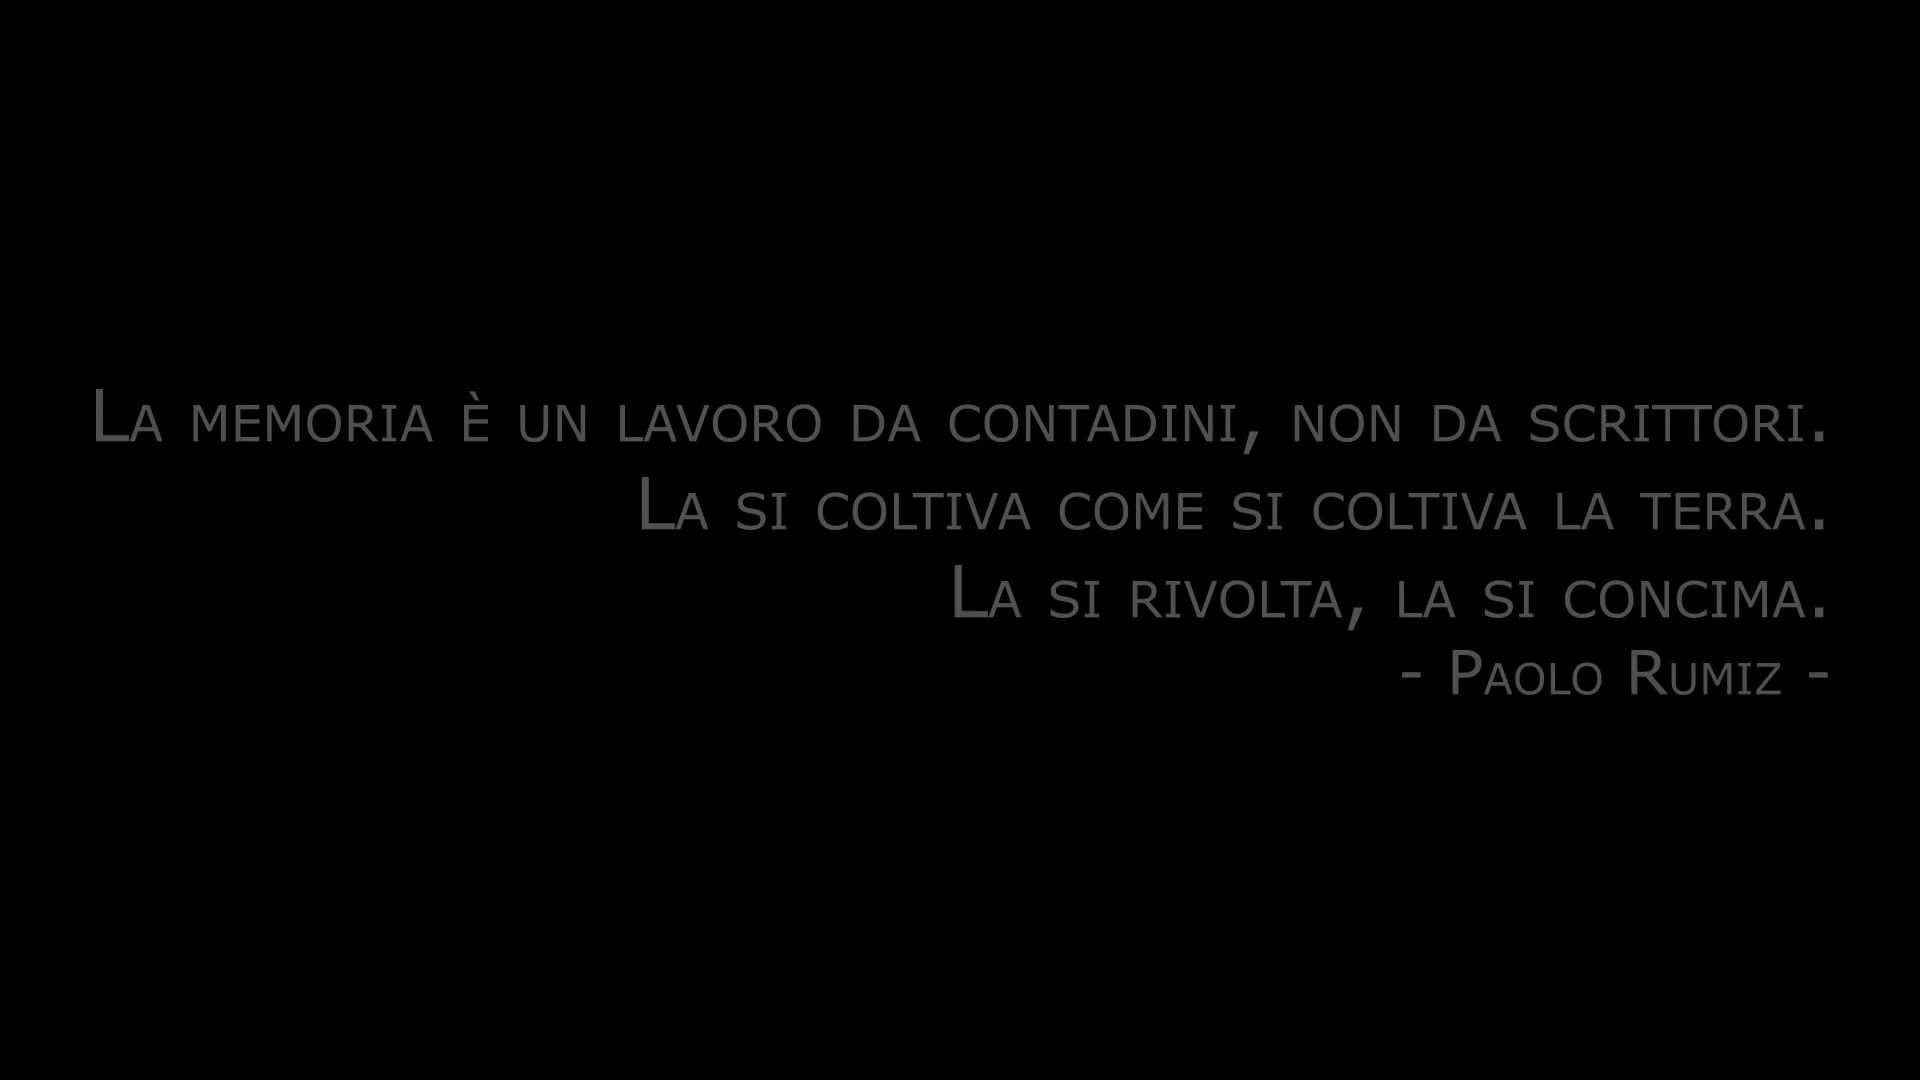 La memoria è un lavoro da contadini, non da scrittori.
La si coltiva come si coltiva la terra.
La si rivolta, la si concima.
- Paolo Rumiz -